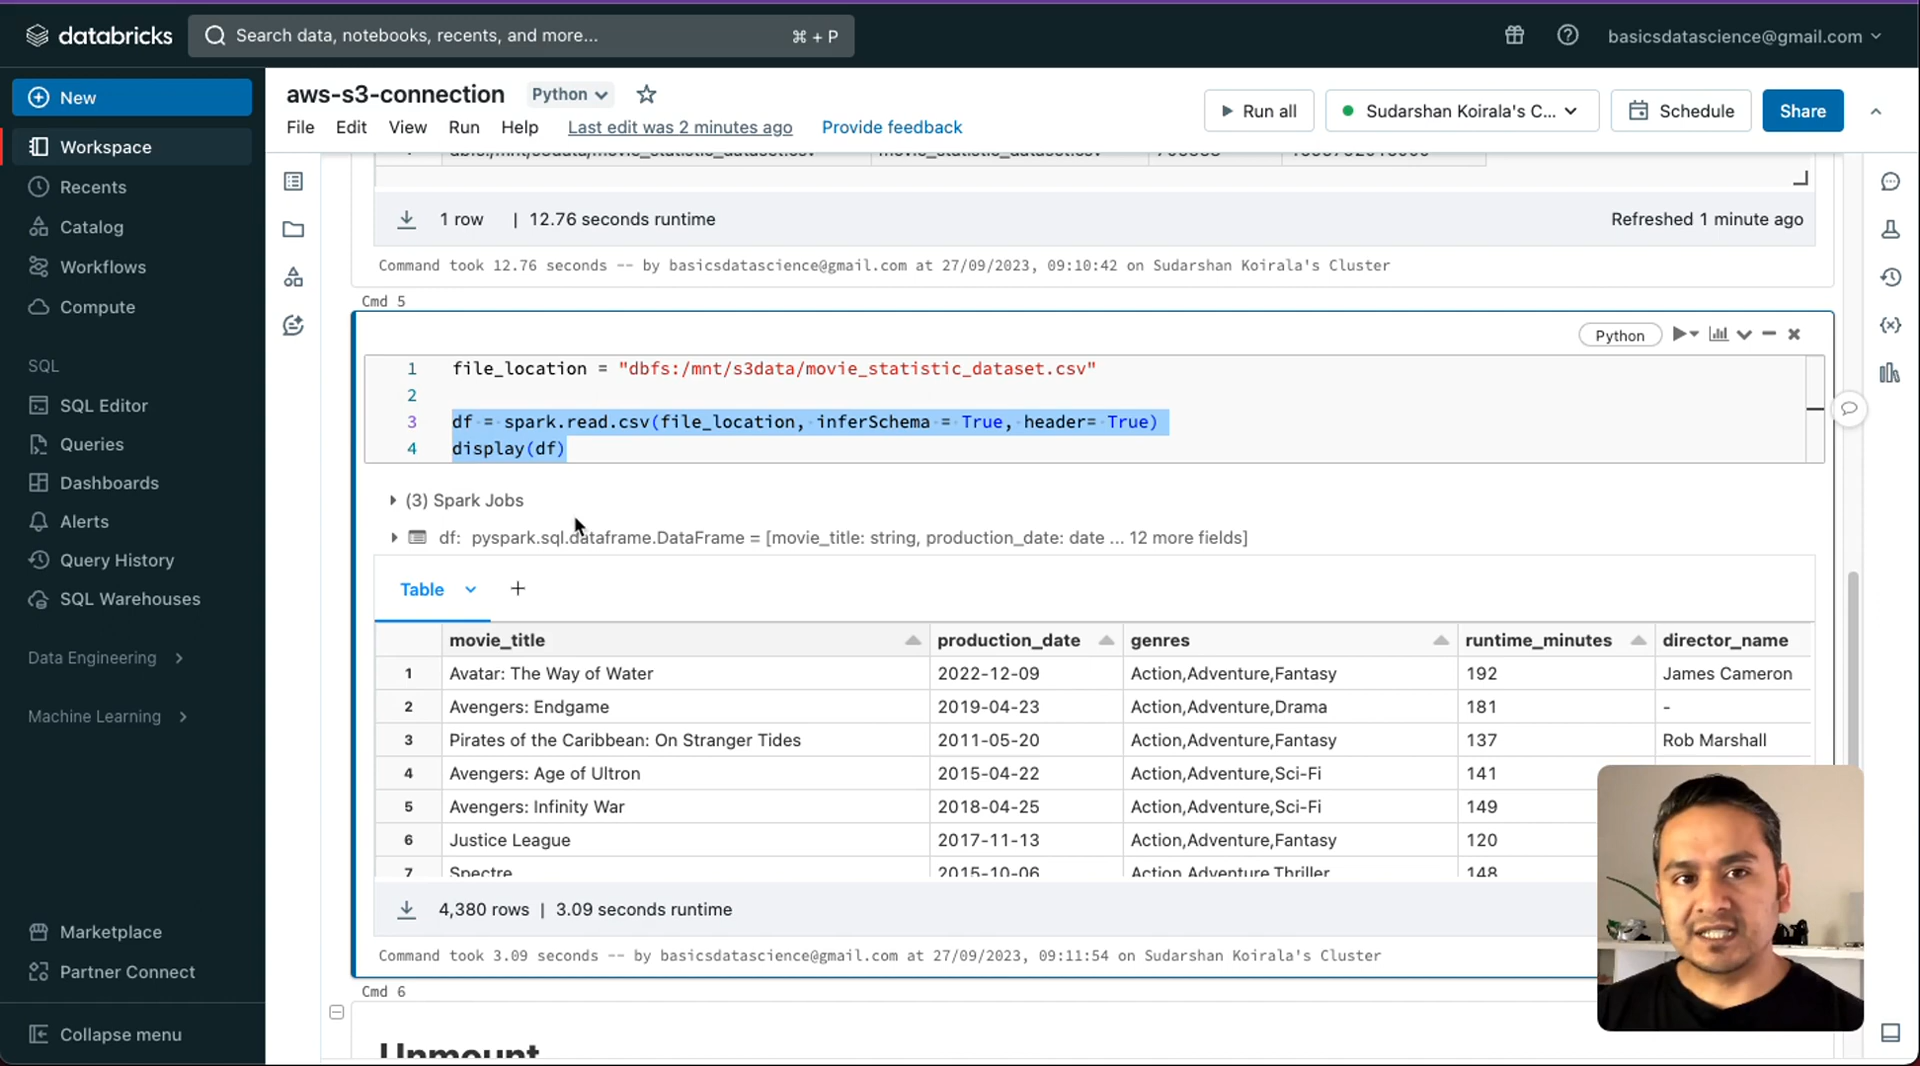 databricks
Search data, notebooks, recents, and more...
⌘ + P
basicsdatascience@gmail.com
New
Workspace
Recents
Catalog
Workflows
Compute
SQL
SQL Editor
Queries
Dashboards
Alerts
Query History
SQL Warehouses
Data Engineering
Machine Learning
Marketplace
Partner Connect
Collapse menu
aws-s3-connection
Python
File Edit View Run Help Last edit was 2 minutes ago Provide feedback
Run all
Sudarshan Koirala's C...
Schedule
Share
1 row | 12.76 seconds runtime
Refreshed 1 minute ago
Command took 12.76 seconds -- by basicsdatascience@gmail.com at 27/09/2023, 09:10:42 on Sudarshan Koirala's Cluster
Cmd 5
Python
1 file_location = "dbfs:/mnt/s3data/movie_statistic_dataset.csv"
2
3 df = spark.read.csv(file_location, inferSchema = True, header= True)
4 display(df)
(3) Spark Jobs
df: pyspark.sql.dataframe.DataFrame = [movie_title: string, production_date: date ... 12 more fields]
Table +
movie_title production_date genres runtime_minutes director_name
1 Avatar: The Way of Water 2022-12-09 Action,Adventure,Fantasy 192 James Cameron
2 Avengers: Endgame 2019-04-23 Action,Adventure,Drama 181 -
3 Pirates of the Caribbean: On Stranger Tides 2011-05-20 Action,Adventure,Fantasy 137 Rob Marshall
4 Avengers: Age of Ultron 2015-04-22 Action,Adventure,Sci-Fi 141
5 Avengers: Infinity War 2018-04-25 Action,Adventure,Sci-Fi 149
6 Justice League 2017-11-13 Action,Adventure,Fantasy 120
7 Spectre 2015-10-06 Action,Adventure,Thriller 148
4,380 rows | 3.09 seconds runtime
Command took 3.09 seconds -- by basicsdatascience@gmail.com at 27/09/2023, 09:11:54 on Sudarshan Koirala's Cluster
Cmd 6
Unmount